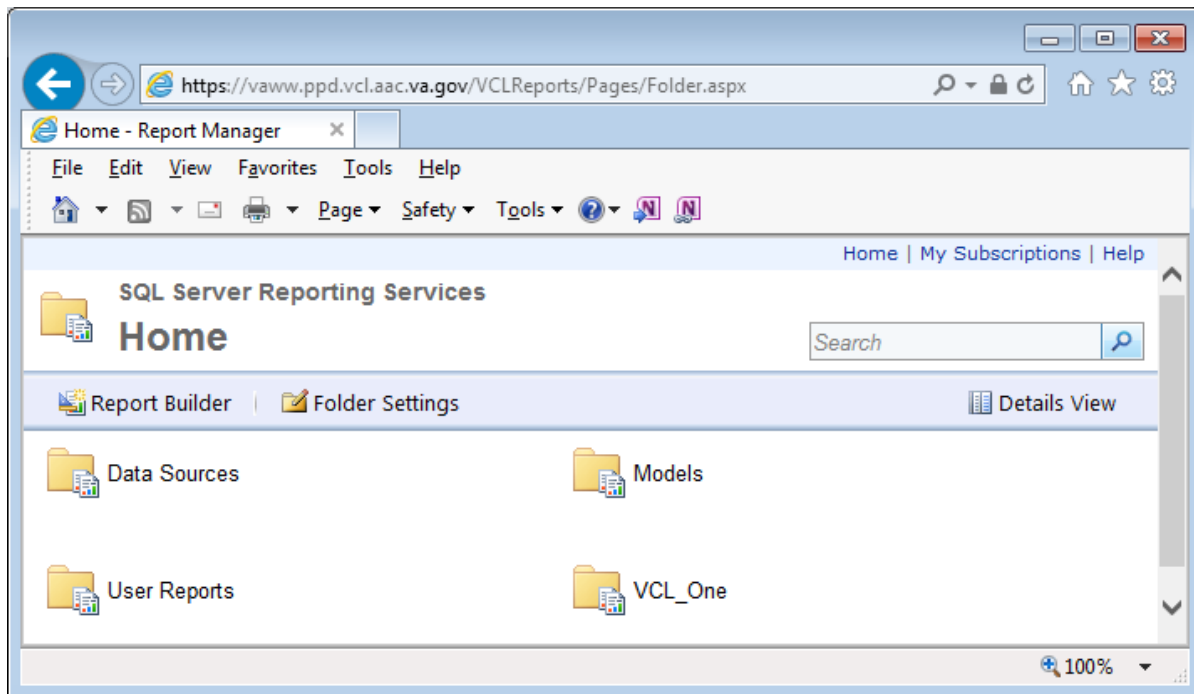 https://vaww.ppd.vcl.aac.va.gov/VCLReports/Pages/Folder.aspx
Home - Report Manager
File Edit View Favorites Tools Help
Page Safety Tools
Home | My Subscriptions | Help
SQL Server Reporting Services
Home
Search
Report Builder Folder Settings Details View
Data Sources Models
User Reports VCL_One
100%